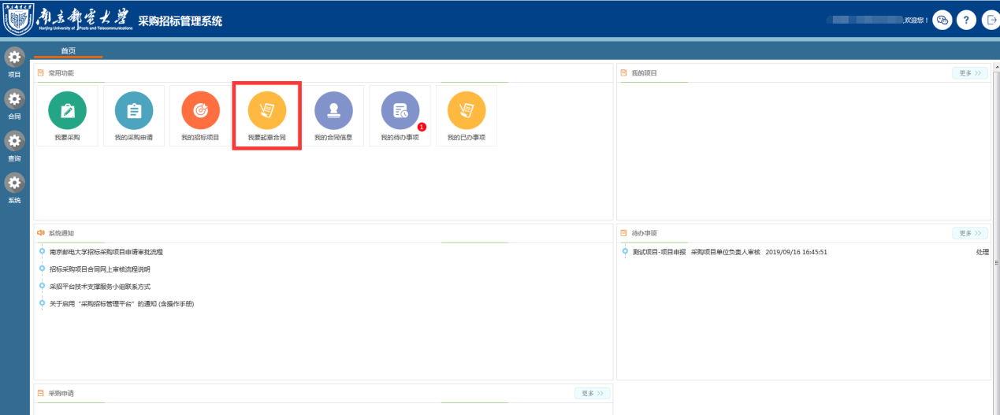 南京邮电大学 采购招标管理系统
Nanjing University of Posts and Telecommunications
,欢迎您！
?
首页
项目
合同
查询
系统
常用功能
我要采购
我的采购申请
我的招标项目
我要起草合同
我的合同信息
1
我的待办事项
我的已办事项
我的项目
更多 >>
系统通知
南京邮电大学招标采购项目申请审批流程
招标采购项目合同网上审核流程说明
采招平台技术支撑服务小组联系方式
关于启用“采购招标管理平台”的通知 (含操作手册)
待办事项
更多 >>
测试项目-项目申报 采购项目单位负责人审核 2019/09/16 16:45:51 处理
采购申请
更多 >>